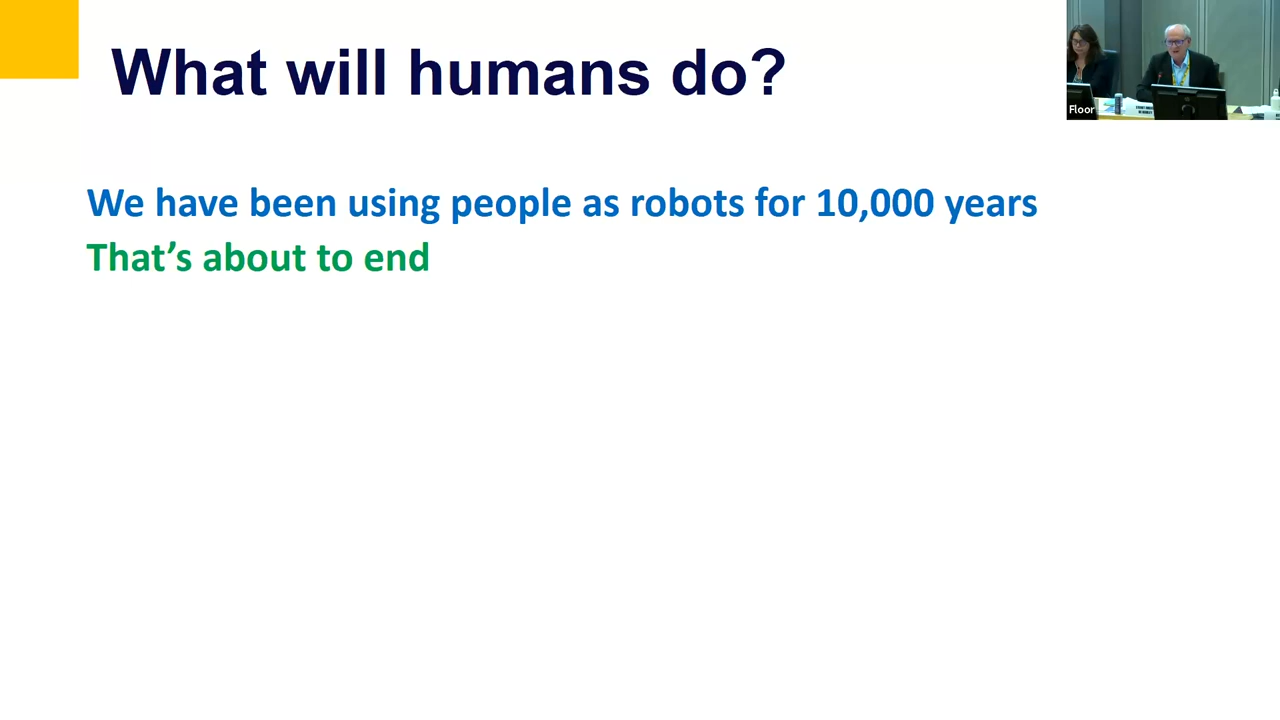 What will humans do?
We have been using people as robots for 10,000 years
That’s about to end
Floor